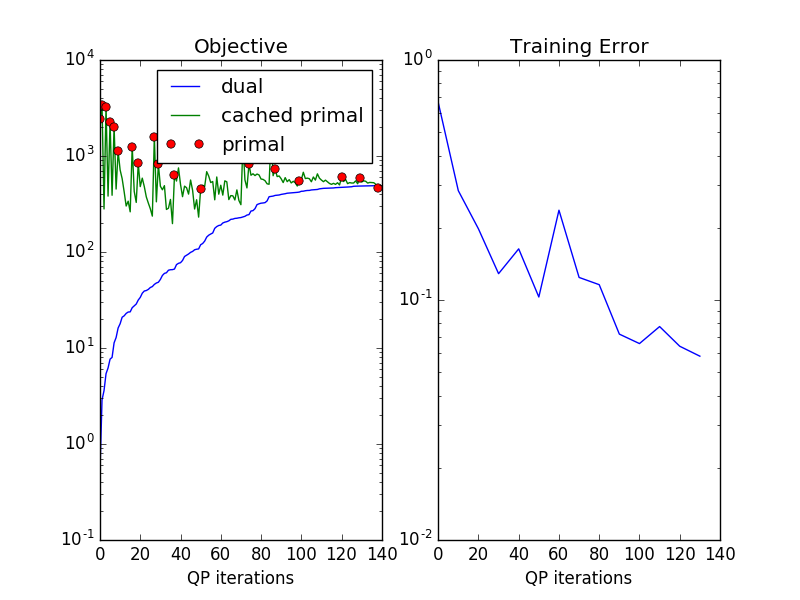 Objective
10^4
10^3
10^2
10^1
10^0
10^-1
dual
cached primal
primal
0 20 40 60 80 100 120 140
QP iterations
Training Error
10^0
10^-1
10^-2
0 20 40 60 80 100 120 140
QP iterations